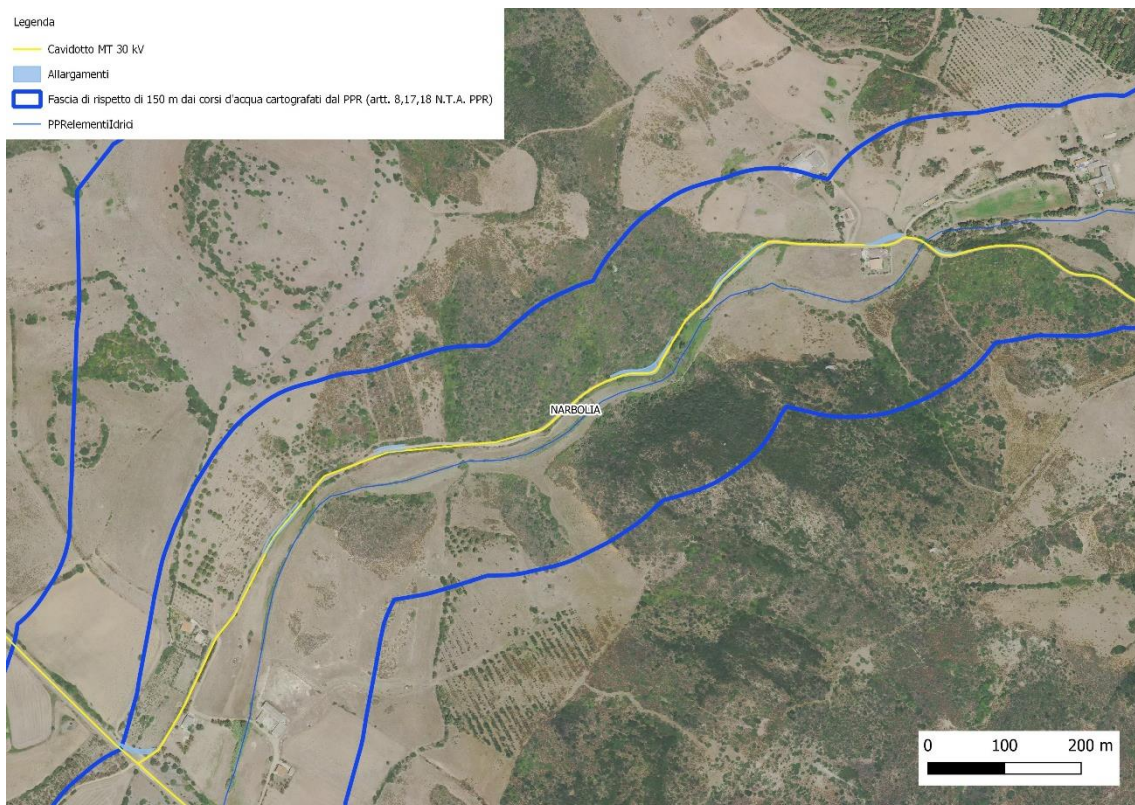 Legenda
Cavidotto MT 30 kV
Allargamenti
Fascia di rispetto di 150 m dai corsi d'acqua cartografati dal PPR (artt. 8,17,18 N.T.A. PPR)
PPRelementiIdrici
NARBOLIA
0 100 200 m